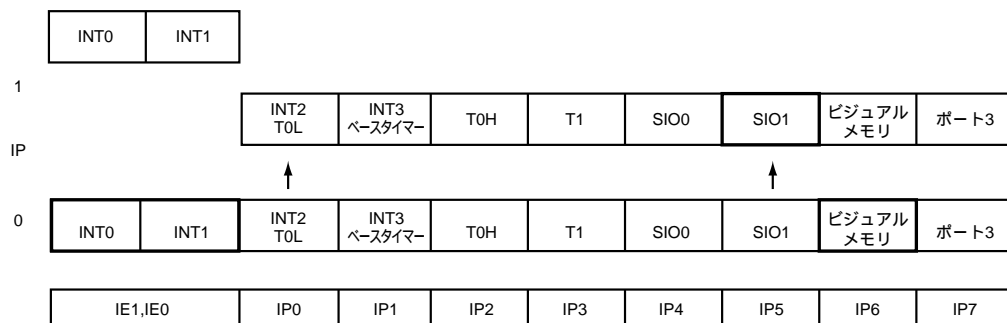 INT0 INT1
1
INT2 INT3 T0H T1 SIO0 SIO1 ビジュアル ポート3
T0L ベースタイマー メモリ
IP
0
INT0 INT1 INT2 INT3 T0H T1 SIO0 SIO1 ビジュアル ポート3
T0L ベースタイマー メモリ
IE1,IE0 IP0 IP1 IP2 IP3 IP4 IP5 IP6 IP7